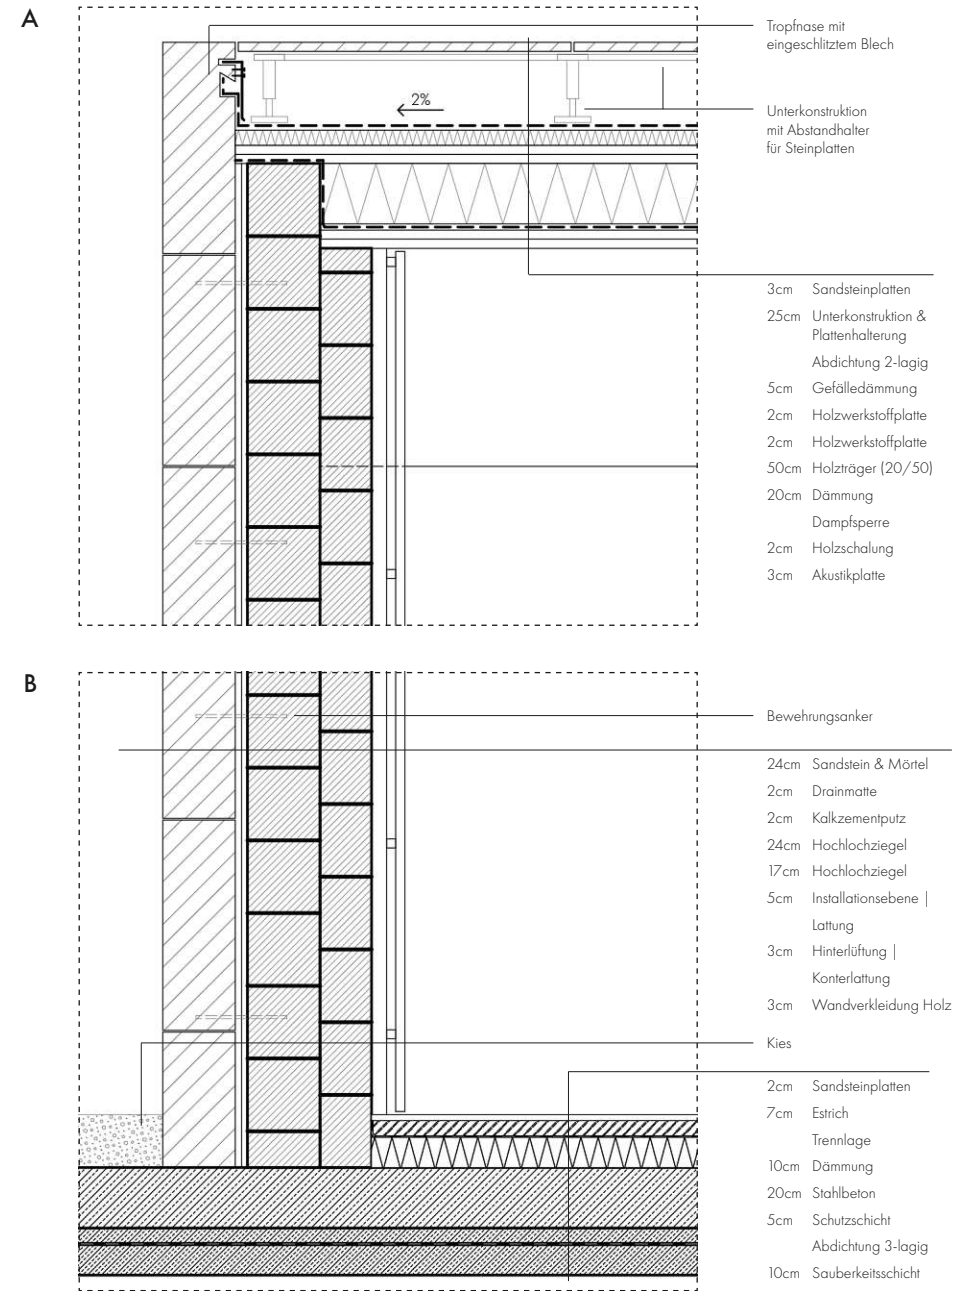 A
Tropfnase mit
eingeschlitztem Blech
2%
Unterkonstruktion
mit Abstandhalter
für Steinplatten
3cm Sandsteinplatten
25cm Unterkonstruktion &
Plattenhalterung
Abdichtung 2-lagig
5cm Gefälledämmung
2cm Holzwerkstoffplatte
2cm Holzwerkstoffplatte
50cm Holzträger (20/50)
20cm Dämmung
Dampfsperre
2cm Holzschalung
3cm Akustikplatte
B
Bewehrungsanker
24cm Sandstein & Mörtel
2cm Drainmatte
2cm Kalkzementputz
24cm Hochlochziegel
17cm Hochlochziegel
5cm Installationsebene |
Lattung
3cm Hinterlüftung |
Konterlattung
3cm Wandverkleidung Holz
Kies
2cm Sandsteinplatten
7cm Estrich
Trennlage
10cm Dämmung
20cm Stahlbeton
5cm Schutzschicht
Abdichtung 3-lagig
10cm Sauberkeitsschicht